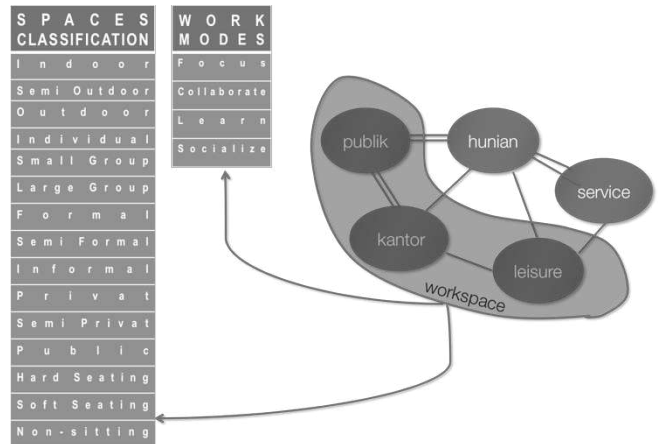 SPACES
CLASSIFICATION
Indoor
Semi Outdoor
Outdoor
Individual
Small Group
Large Group
Formal
Semi Formal
Informal
Privat
Semi Privat
Public
Hard Seating
Soft Seating
Non-sitting
WORK
MODES
Focus
Collaborate
Learn
Socialize
publik
hunian
service
kantor
leisure
workspace